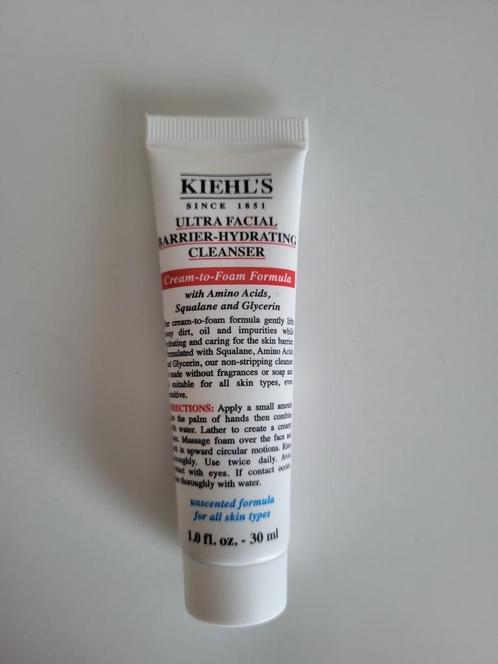 KIEHL'S
SINCE 1851
ULTRA FACIAL
BARRIER-HYDRATING
CLEANSER
Cream-to-Foam Formula
with Amino Acids,
Squalane and Glycerin
cream-to-foam formula gently lifts
dirt, oil and impurities while
and caring for the skin barrier.
with Squalane, Amino Acids
Glycerin, our non-stripping cleanser
made without fragrances or soap and
suitable for all skin types, even
DIRECTIONS: Apply a small amount
the palm of hands then combine
water. Lather to create a creamy
Massage foam over the face and
in upward circular motions. Rinse
Use twice daily. Avoid
with eyes. If contact occurs,
thoroughly with water.
unscented formula
for all skin types
1.0 fl. oz. - 30 ml